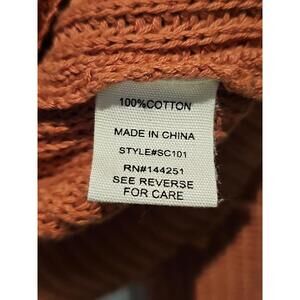 100%COTTON
MADE IN CHINA
STYLE#SC101
RN#144251
SEE REVERSE
FOR CARE